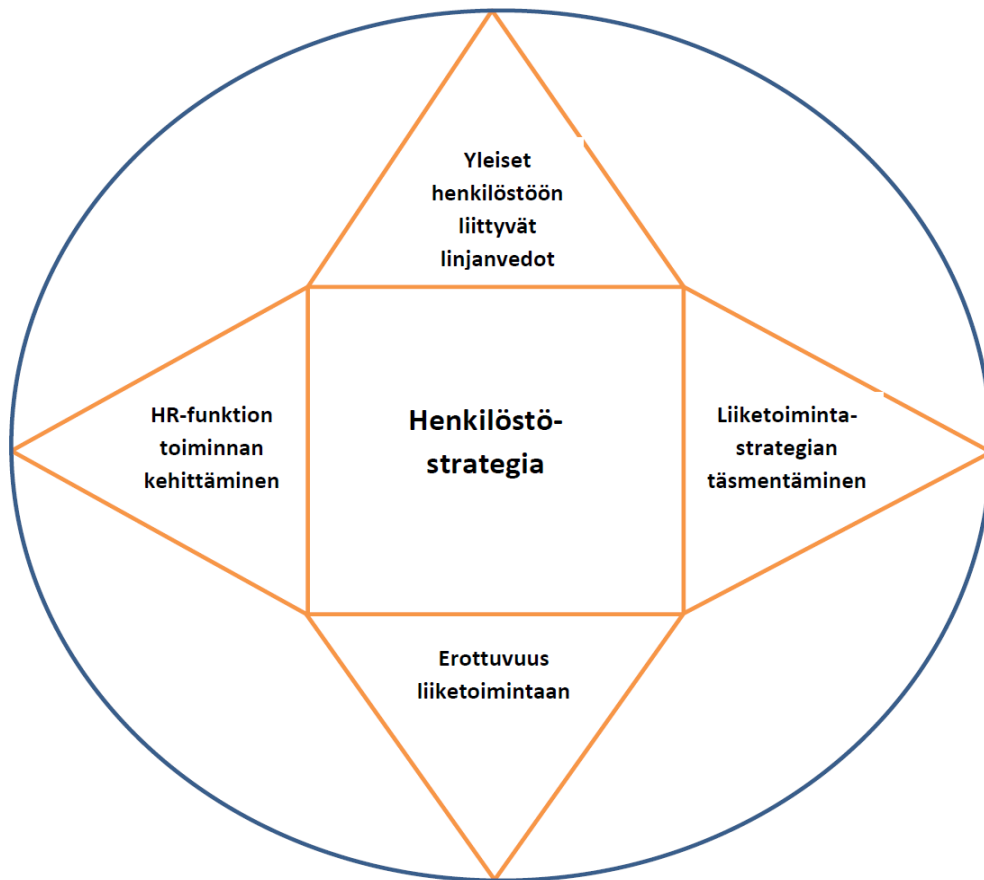 Yleiset
henkilöstöön
liittyvät
linjanvedot
HR-funktion
toiminnan
kehittäminen
Henkilöstö-
strategia
Liiketoiminta-
strategian
täsmentäminen
Erottuvuus
liiketoimintaan